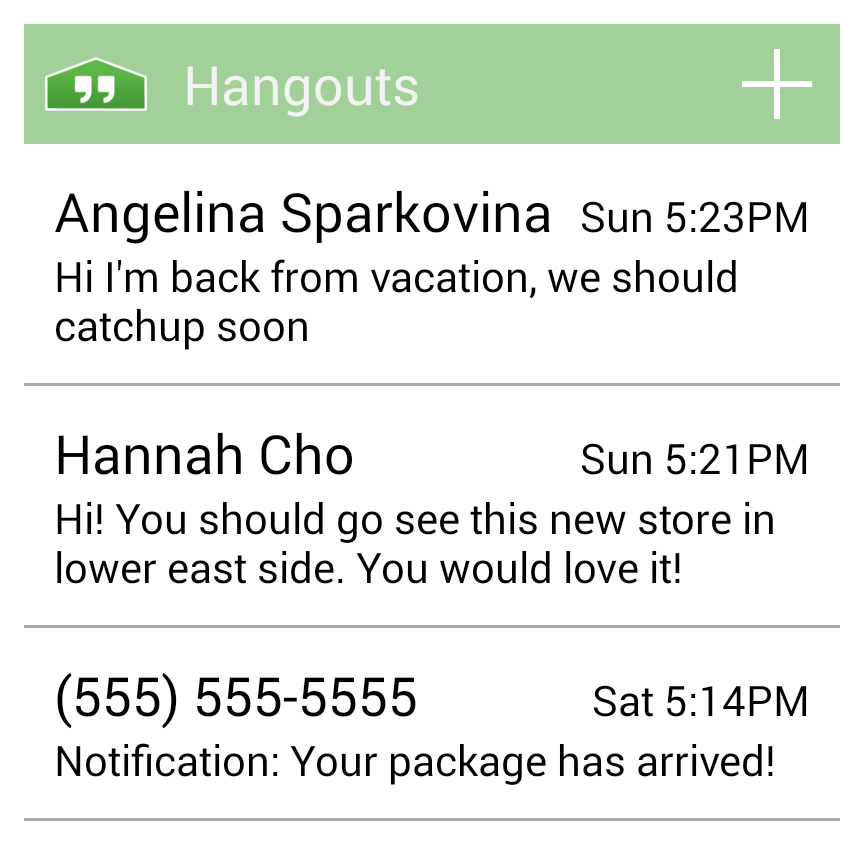 Hangouts
Angelina Sparkovina Sun 5:23PM
Hi I'm back from vacation, we should
catchup soon
Hannah Cho Sun 5:21PM
Hi! You should go see this new store in
lower east side. You would love it!
(555) 555-5555 Sat 5:14PM
Notification: Your package has arrived!